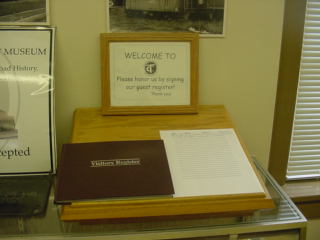 MUSEUM
ad History.
epted
WELCOME TO
Please honor us by signing
our guest register!
Thank you!
Visitors Register